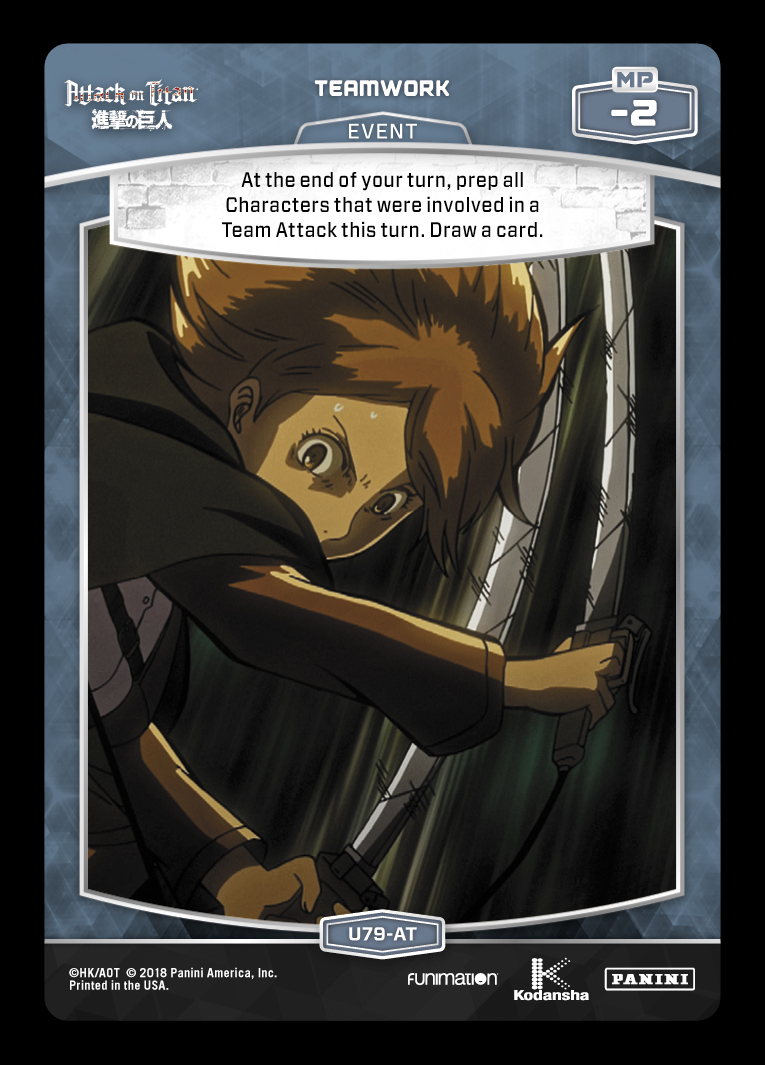 Attack on Titan
進撃の巨人
TEAMWORK
MP
-2
EVENT
At the end of your turn, prep all
Characters that were involved in a
Team Attack this turn. Draw a card.
U79-AT
©HK/AOT © 2018 Panini America, Inc.
Printed in the USA.
FUNIMATION
Kodansha
PANINI